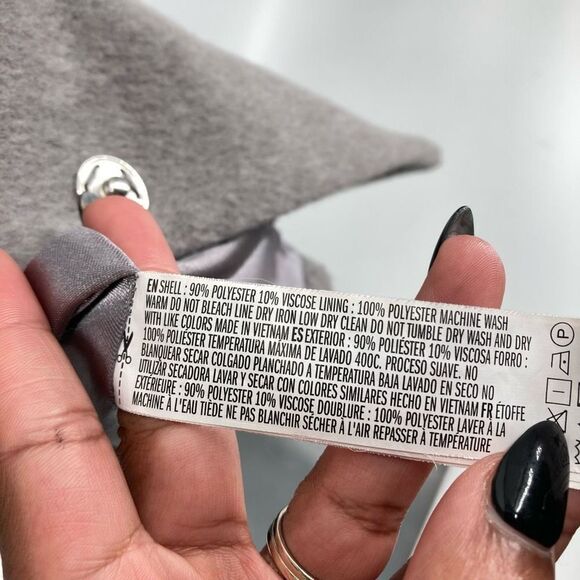 EN SHELL : 90% POLYESTER 10% VISCOSE LINING : 100% POLYESTER MACHINE WASH
WARM DO NOT BLEACH LINE DRY IRON LOW DRY CLEAN DO NOT TUMBLE DRY WASH AND DRY
WITH LIKE COLORS MADE IN VIETNAM ES EXTERIOR : 90% POLIÉSTER 10% VISCOSA FORRO :
100% POLIÉSTER TEMPERATURA MÁXIMA DE LAVADO 400C. PROCESO SUAVE. NO
BLANQUEAR SECAR COLGADO PLANCHADO A TEMPERATURA BAJA LAVADO EN SECO NO
UTILIZAR SECADORA LAVAR Y SECAR CON COLORES SIMILARES HECHO EN VIETNAM FR ÉTOFFE
EXTÉRIEURE : 90% POLYESTER 10% VISCOSE DOUBLURE : 100% POLYESTER LAVER À LA
MACHINE À L'EAU TIÈDE NE PAS BLANCHIR SÉCHER À L'AIR REPASSER À TEMPÉRATURE
P